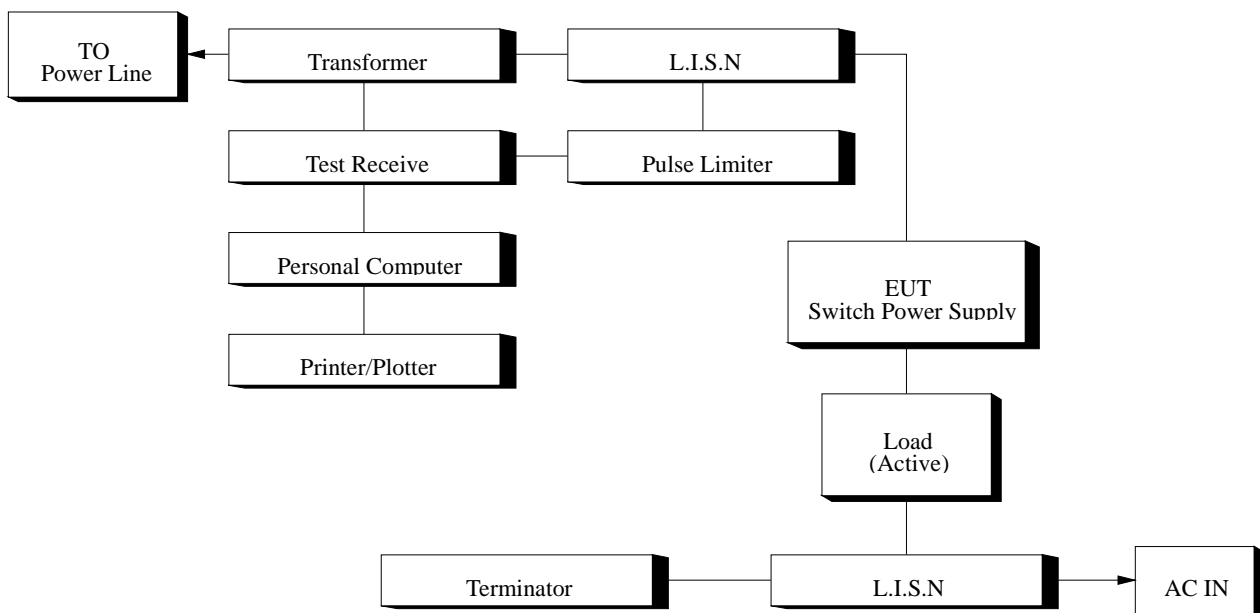 TO
Power Line
Transformer
L.I.S.N
Test Receive
Pulse Limiter
Personal Computer
EUT
Switch Power Supply
Printer/Plotter
Load
(Active)
Terminator
L.I.S.N
AC IN